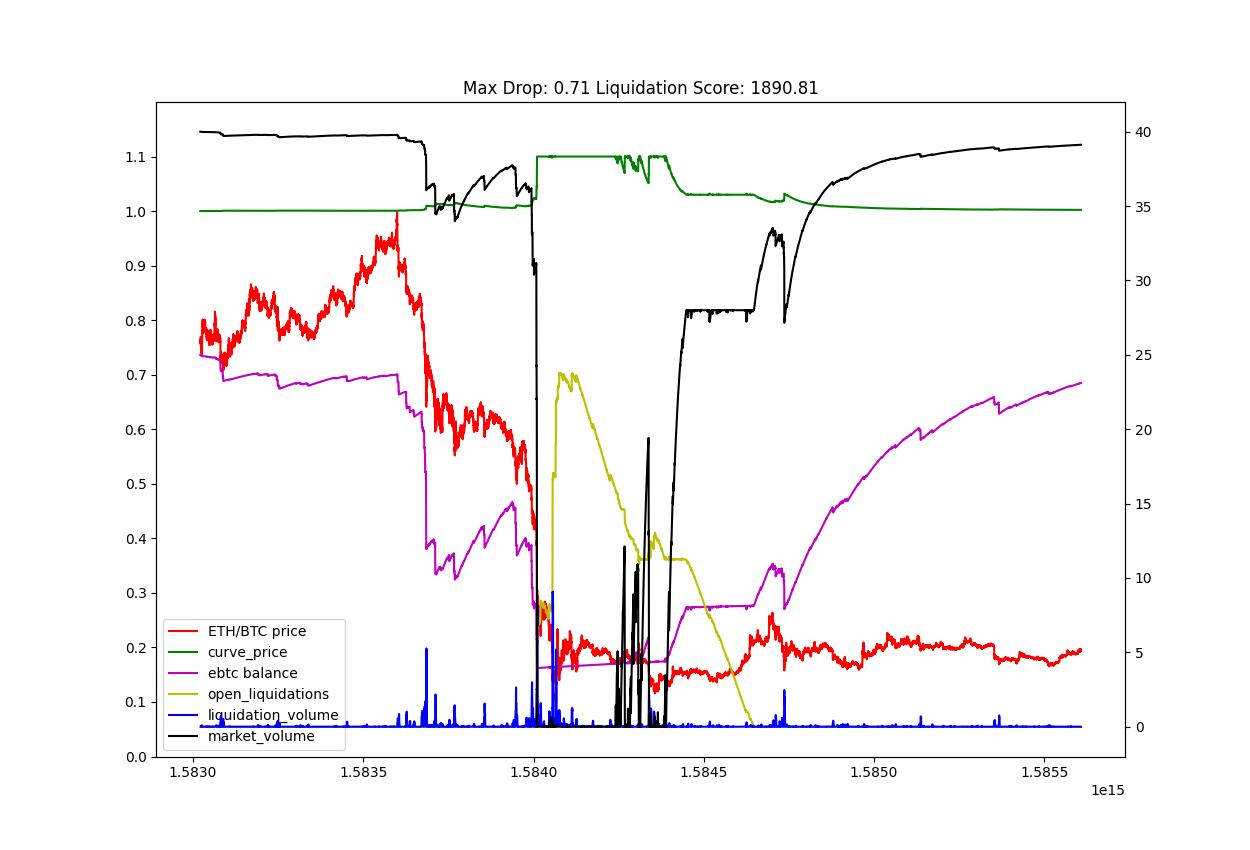 Max Drop: 0.71 Liquidation Score: 1890.81
1.1
1.0
0.9
0.8
0.7
0.6
0.5
0.4
0.3
0.2
0.1
0.0
40
35
30
25
20
15
10
5
0
ETH/BTC price
curve_price
ebtc balance
open_liquidations
liquidation_volume
market_volume
1.5830 1.5835 1.5840 1.5845 1.5850 1.5855
1e15